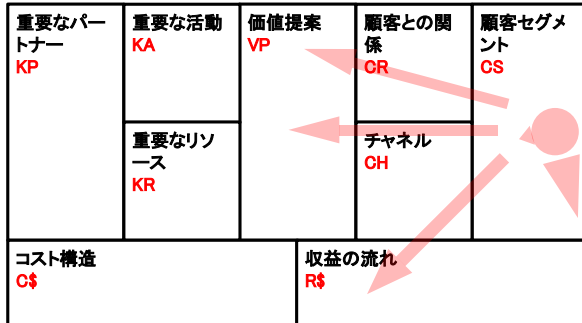 重要なパー
トナー
KP
重要な活動
KA
価値提案
VP
顧客との関
係
CR
顧客セグメ
ント
CS
重要なリソ
ース
KR
チャネル
CH
コスト構造
C$
収益の流れ
R$